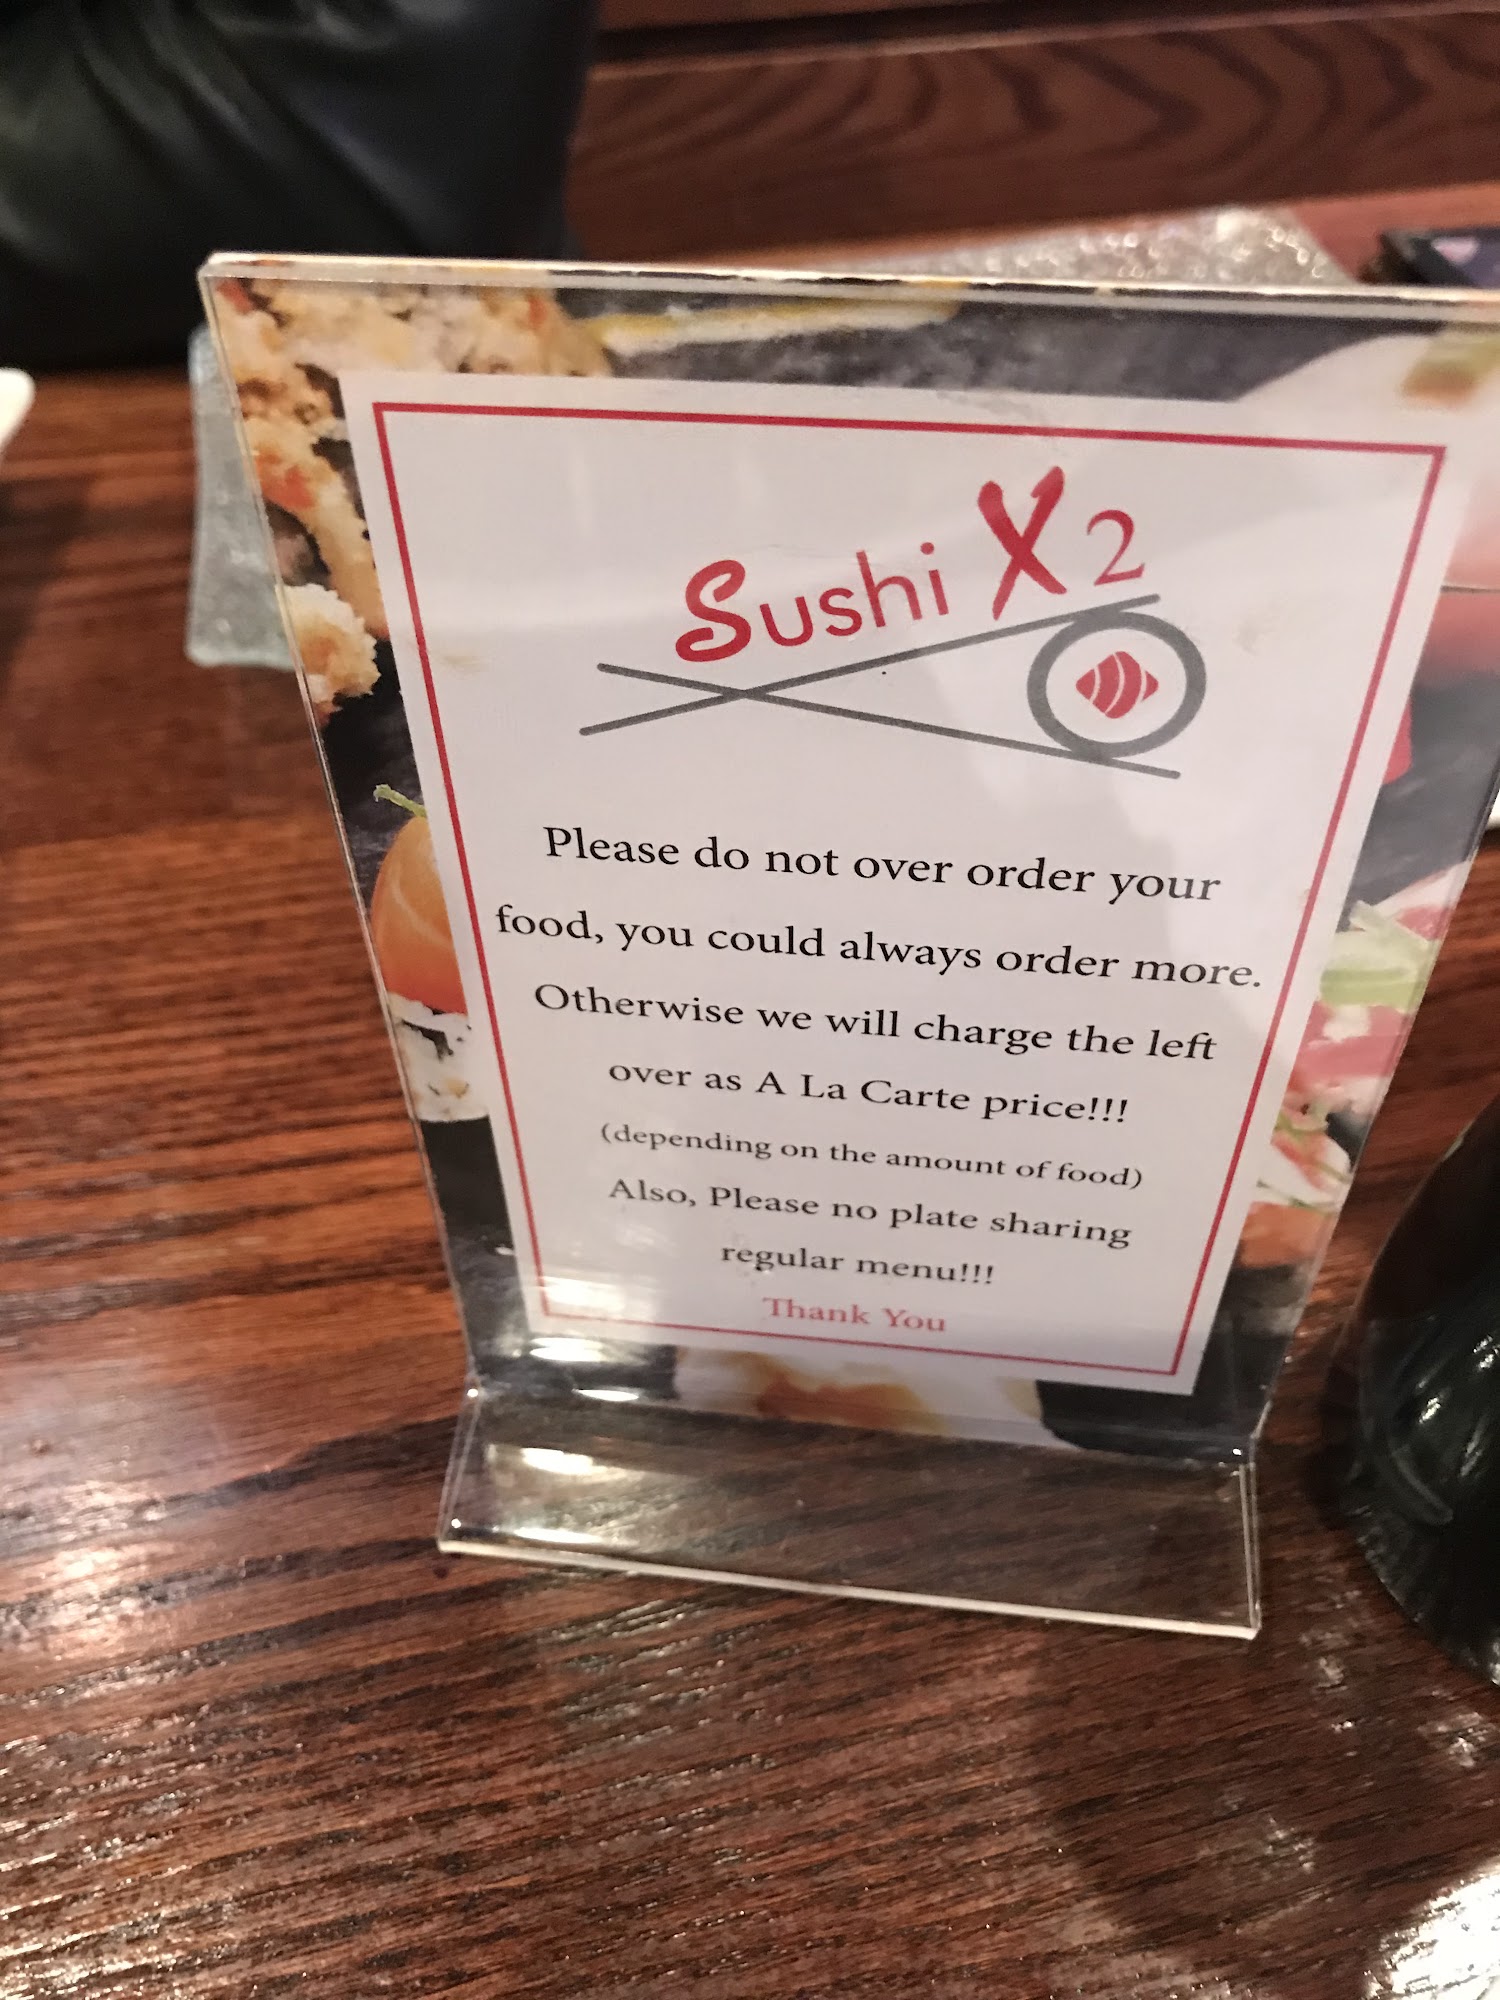 Sushi X 2
Please do not over order your
food, you could always order more.
Otherwise we will charge the left
over as A La Carte price!!!
(depending on the amount of food)
Also, Please no plate sharing
regular menu!!!
Thank You